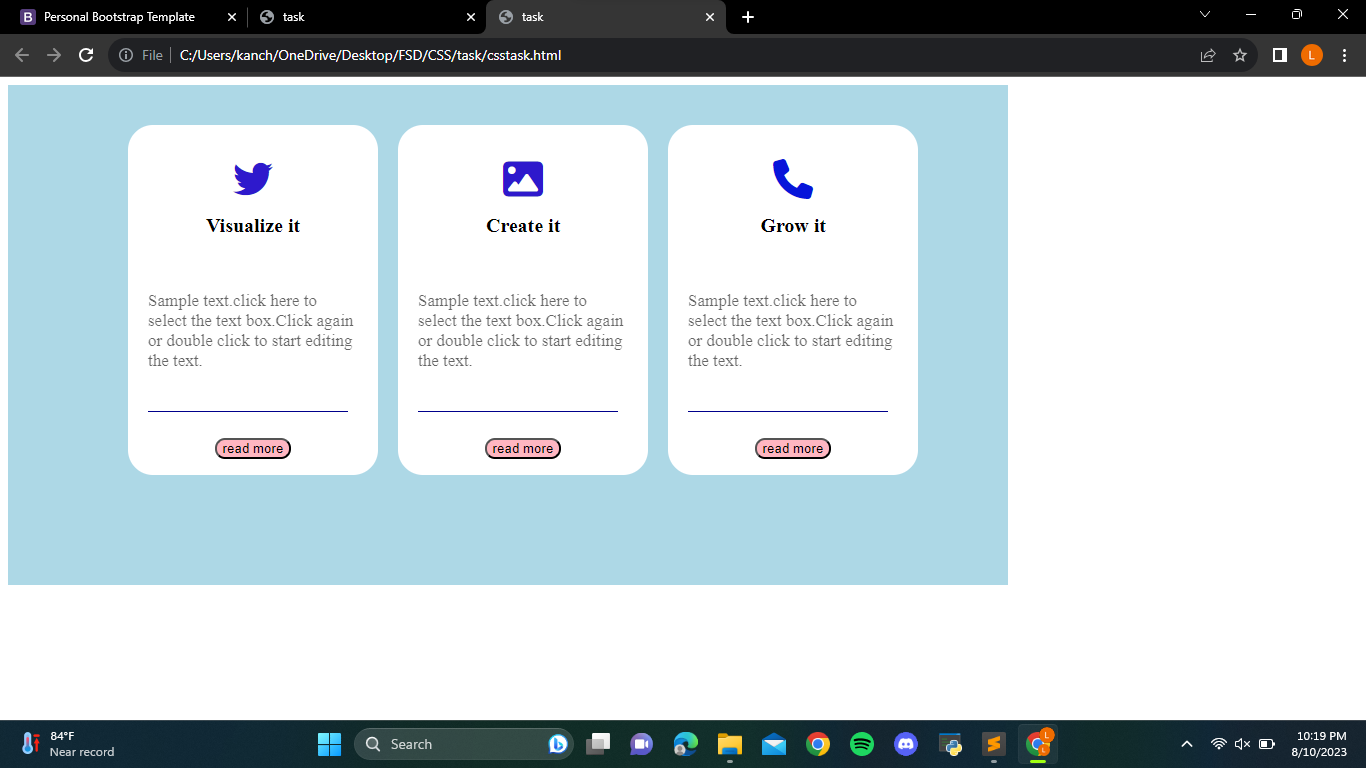 Personal Bootstrap Template
task
task
File
C:/Users/kanch/OneDrive/Desktop/FSD/CSS/task/csstask.html
L
Visualize it
Create it
Grow it
Sample text.click here to
select the text box.Click again
or double click to start editing
the text.
Sample text.click here to
select the text box.Click again
or double click to start editing
the text.
Sample text.click here to
select the text box.Click again
or double click to start editing
the text.
read more
read more
read more
84°F
Near record
Search
L
L
10:19 PM
8/10/2023